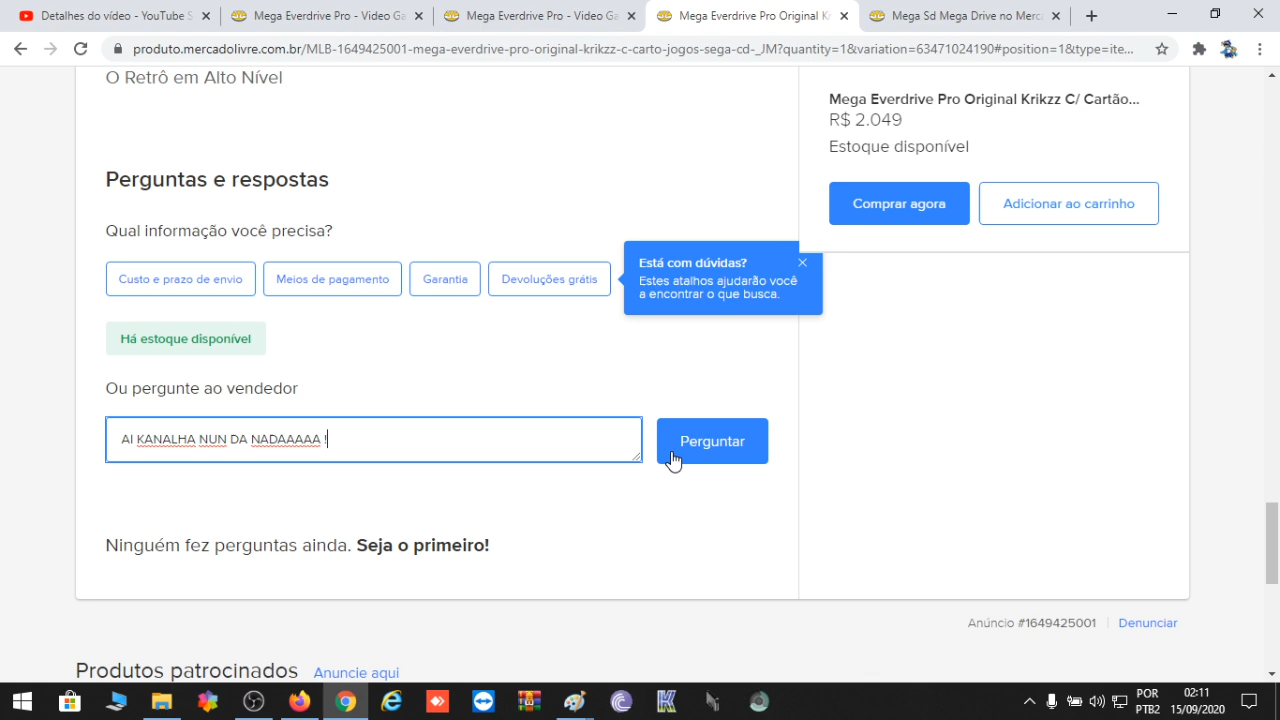 Detalhes do vídeo - YouTube S
Mega Everdrive Pro - Video Ga
Mega Everdrive Pro - Video Ga
Mega Everdrive Pro Original Kr
Mega Sd Mega Drive no Merc
produto.mercadolivre.com.br/MLB-1649425001-mega-everdrive-pro-original-krikzz-c-carto-jogos-sega-cd-_JM?quantity=1&variation=63471024190#position=1&type=ite...
O Retrô em Alto Nível
Mega Everdrive Pro Original Krikzz C/ Cartão...
R$ 2.049
Estoque disponível
Comprar agora
Adicionar ao carrinho
Perguntas e respostas
Qual informação você precisa?
Custo e prazo de envio
Meios de pagamento
Garantia
Devoluções grátis
Está com dúvidas?
Estes atalhos ajudarão você
a encontrar o que busca.
Há estoque disponível
Ou pergunte ao vendedor
AI KANALHA NUN DA NADAAAAA !
Perguntar
Ninguém fez perguntas ainda. Seja o primeiro!
Anúncio #1649425001
Denunciar
Produtos patrocinados
Anuncie aqui
POR
PTB2
02:11
15/09/2020